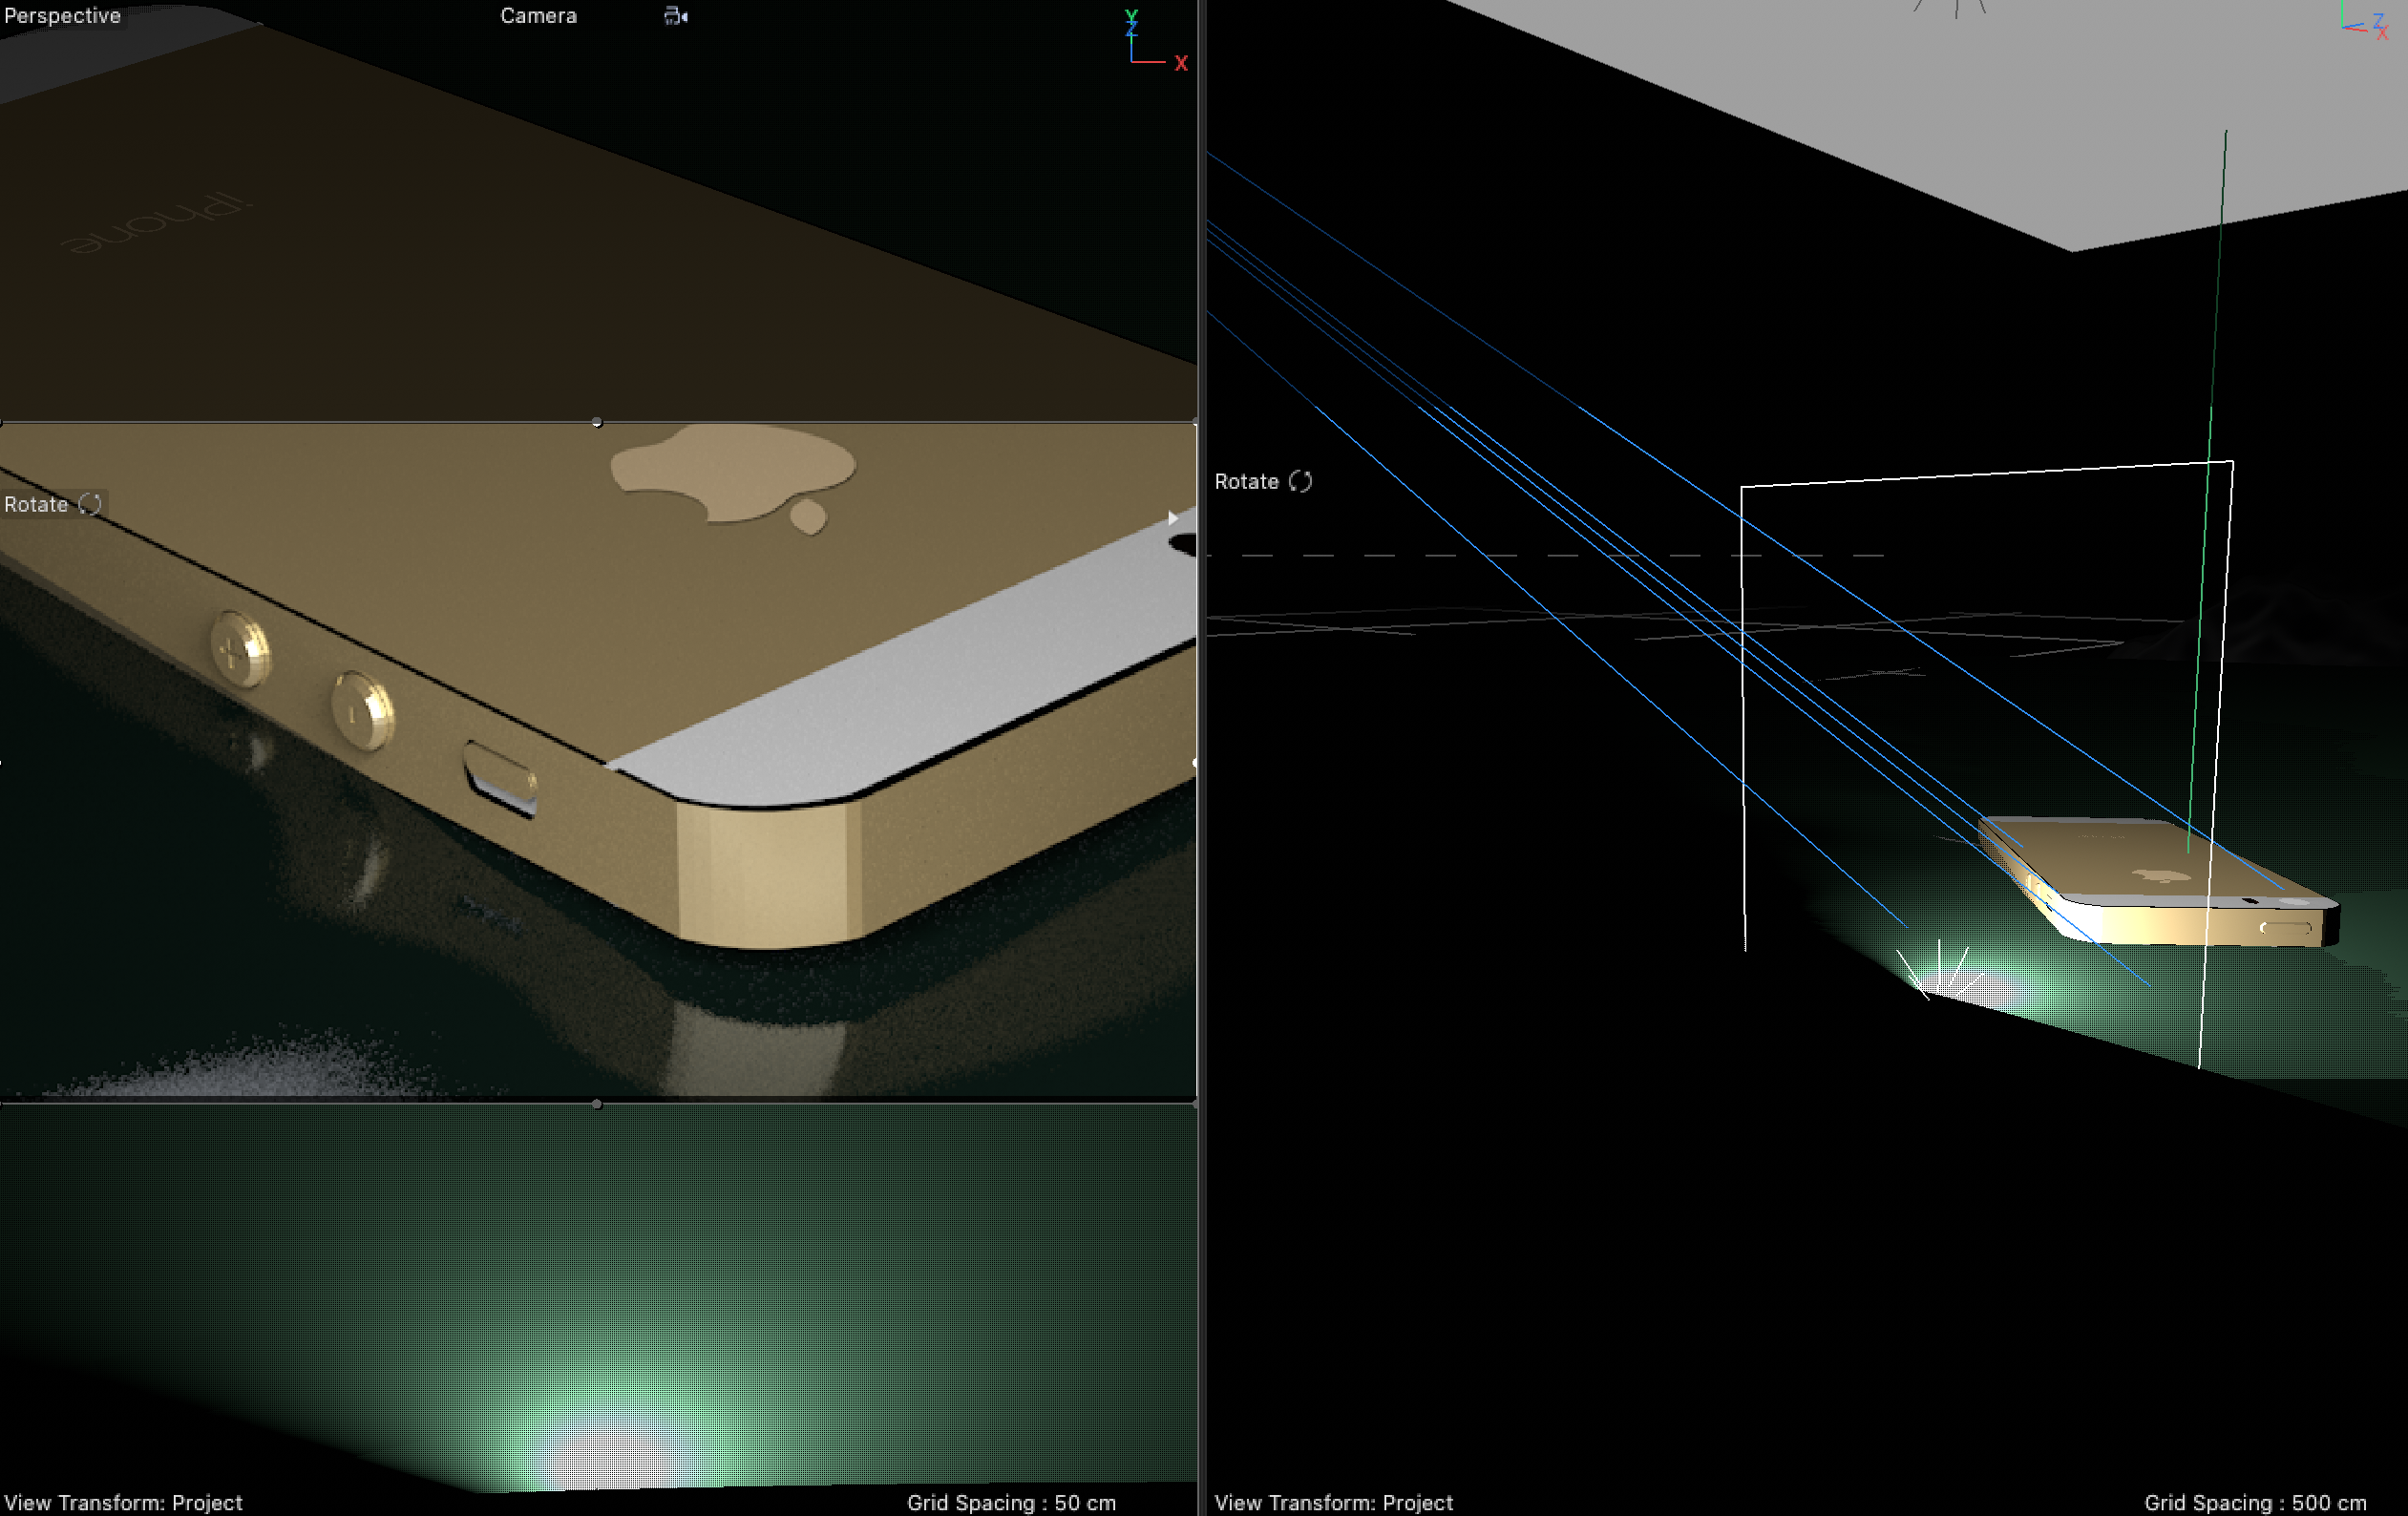 Perspective
Camera
Y
Z
X
iPhone
Rotate
+
View Transform: Project
Grid Spacing : 50 cm
Z
X
Rotate
View Transform: Project
Grid Spacing : 500 cm